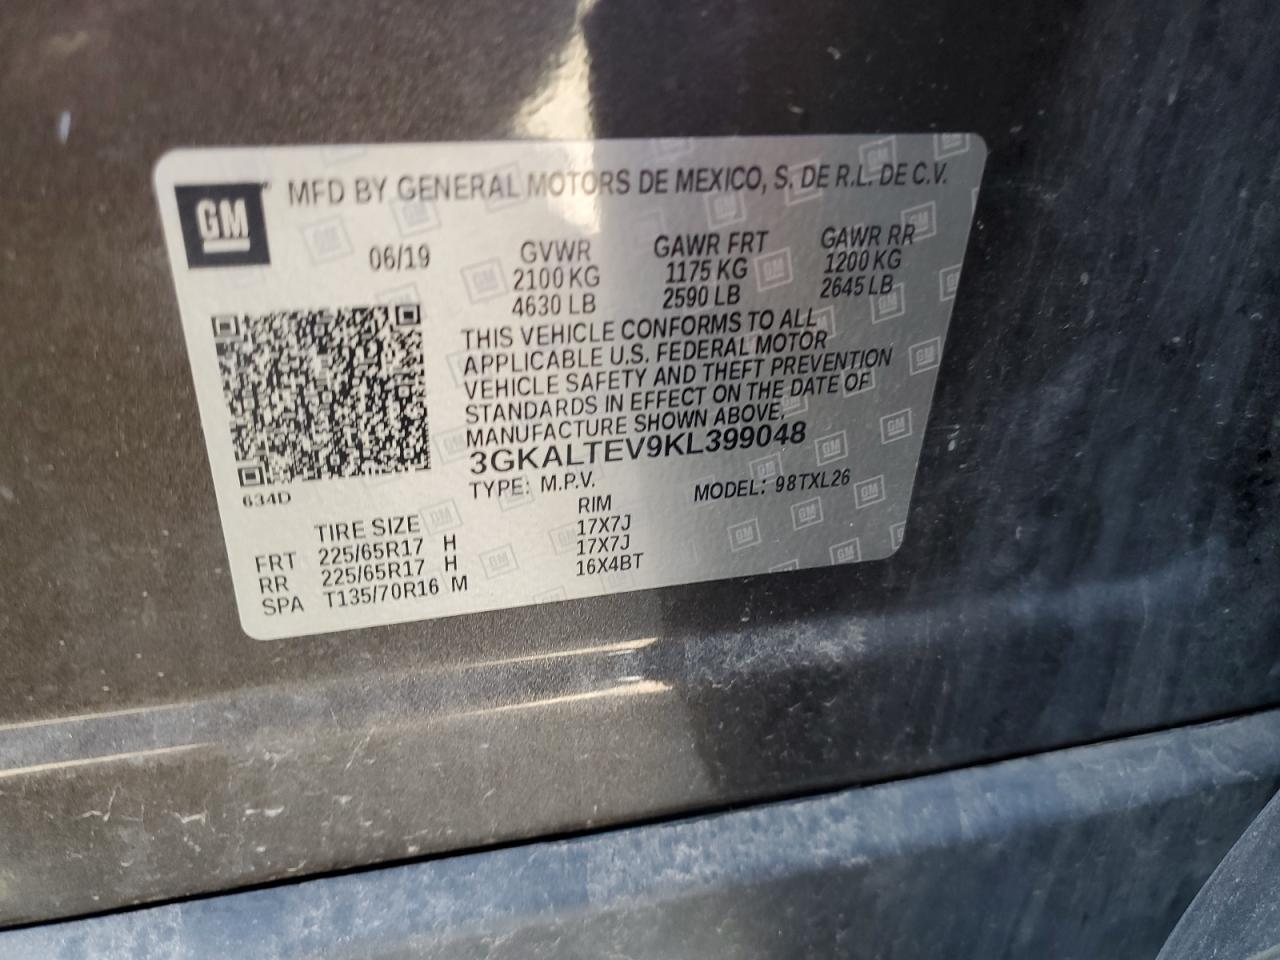 GM MFD BY GENERAL MOTORS DE MEXICO, S. DE R.L. DE C.V.
06/19 GVWR GAWR FRT GAWR RR
2100 KG 1175 KG 1200 KG
4630 LB 2590 LB 2645 LB
THIS VEHICLE CONFORMS TO ALL
APPLICABLE U.S. FEDERAL MOTOR
VEHICLE SAFETY AND THEFT PREVENTION
STANDARDS IN EFFECT ON THE DATE OF
MANUFACTURE SHOWN ABOVE.
3GKALTEV9KL399048
634D
TYPE: M.P.V. MODEL: 98TXL26
TIRE SIZE RIM
FRT 225/65R17 H 17X7J
RR 225/65R17 H 17X7J
SPA T135/70R16 M 16X4BT